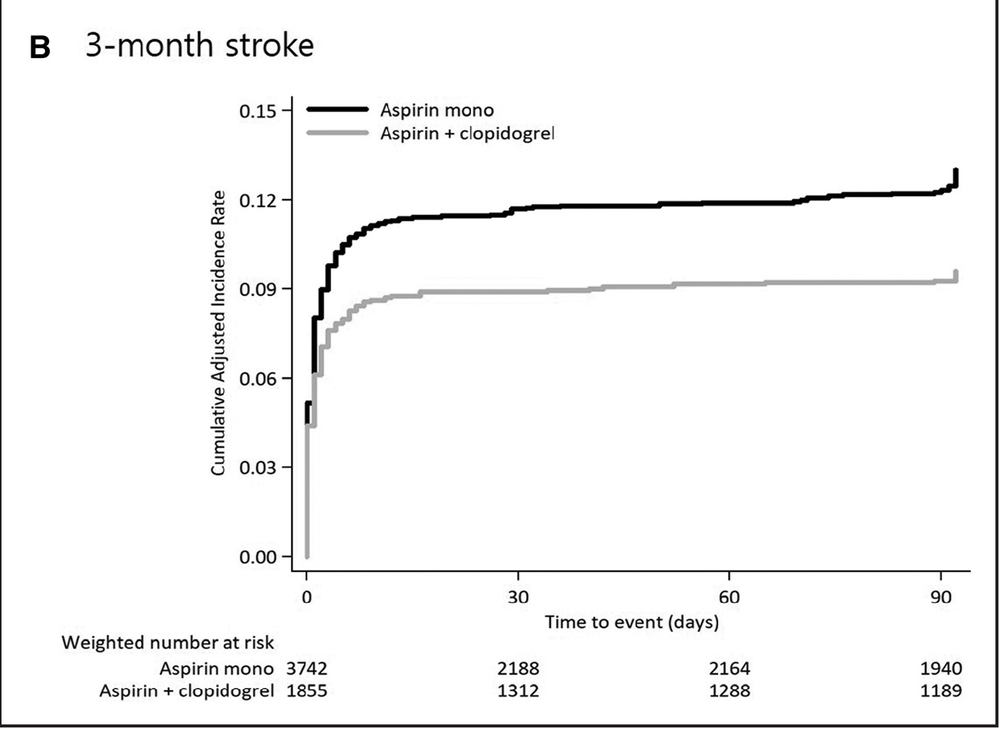 B 3-month stroke
Aspirin mono
Aspirin + clopidogrel
0.15
0.12
0.09
0.06
0.03
0.00
Cumulative Adjusted Incidence Rate
0 30 60 90
Time to event (days)
Weighted number at risk
Aspirin mono 3742 2188 2164 1940
Aspirin + clopidogrel 1855 1312 1288 1189